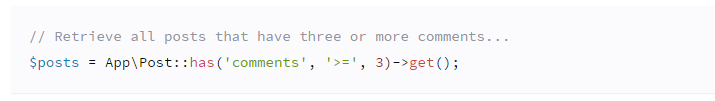 // Retrieve all posts that have three or more comments...
$posts = App\Post::has('comments', '>=', 3)->get();